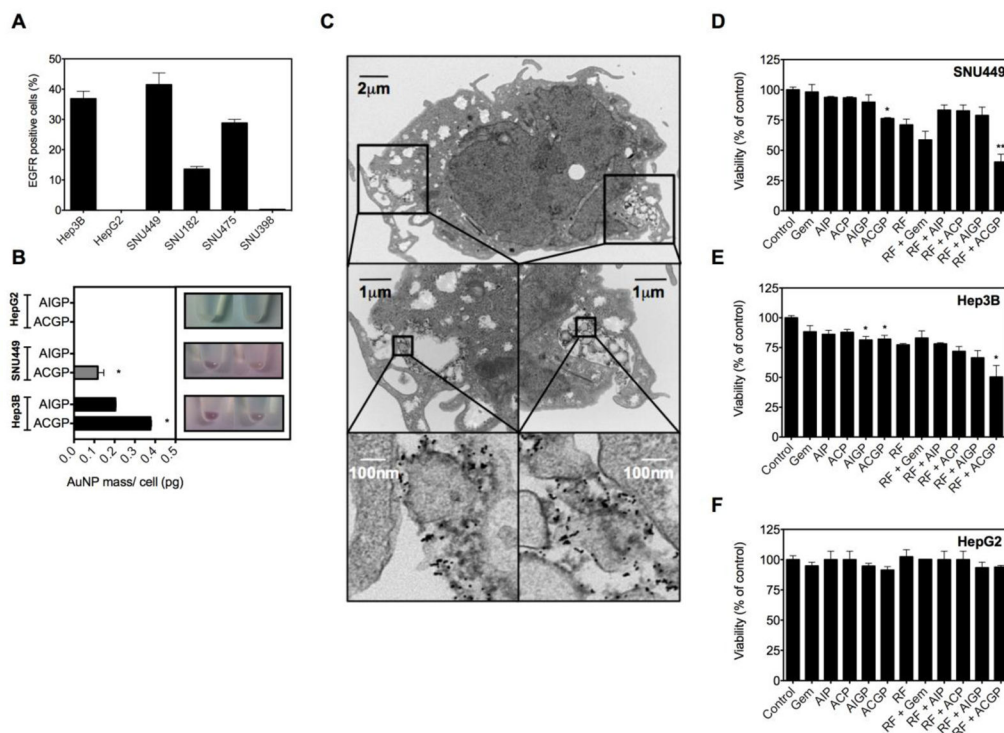 A
EGFR positive cells (%)
50
40
30
20
10
0
Hep3B
HepG2
SNU449
SNU182
SNU475
SNU398
B
HepG2
AIGP
ACGP
SNU449
AIGP
ACGP
*
Hep3B
AIGP
ACGP
*
0.0
0.1
0.2
0.3
0.4
0.5
AuNP mass/ cell (pg)
C
2μm
1μm
1μm
100nm
100nm
D
SNU449
Viability (% of control)
125
100
75
50
25
0
*
**
Control
Gem
AIP
ACP
AIGP
ACGP
RF
RF + Gem
RF + AIP
RF + ACP
RF + AIGP
RF + ACGP
E
Hep3B
Viability (% of control)
125
100
75
50
25
0
*
*
*
Control
Gem
AIP
ACP
AIGP
ACGP
RF
RF + Gem
RF + AIP
RF + ACP
RF + AIGP
RF + ACGP
F
HepG2
Viability (% of control)
125
100
75
50
25
0
Control
Gem
AIP
ACP
AIGP
ACGP
RF
RF + Gem
RF + AIP
RF + ACP
RF + AIGP
RF + ACGP